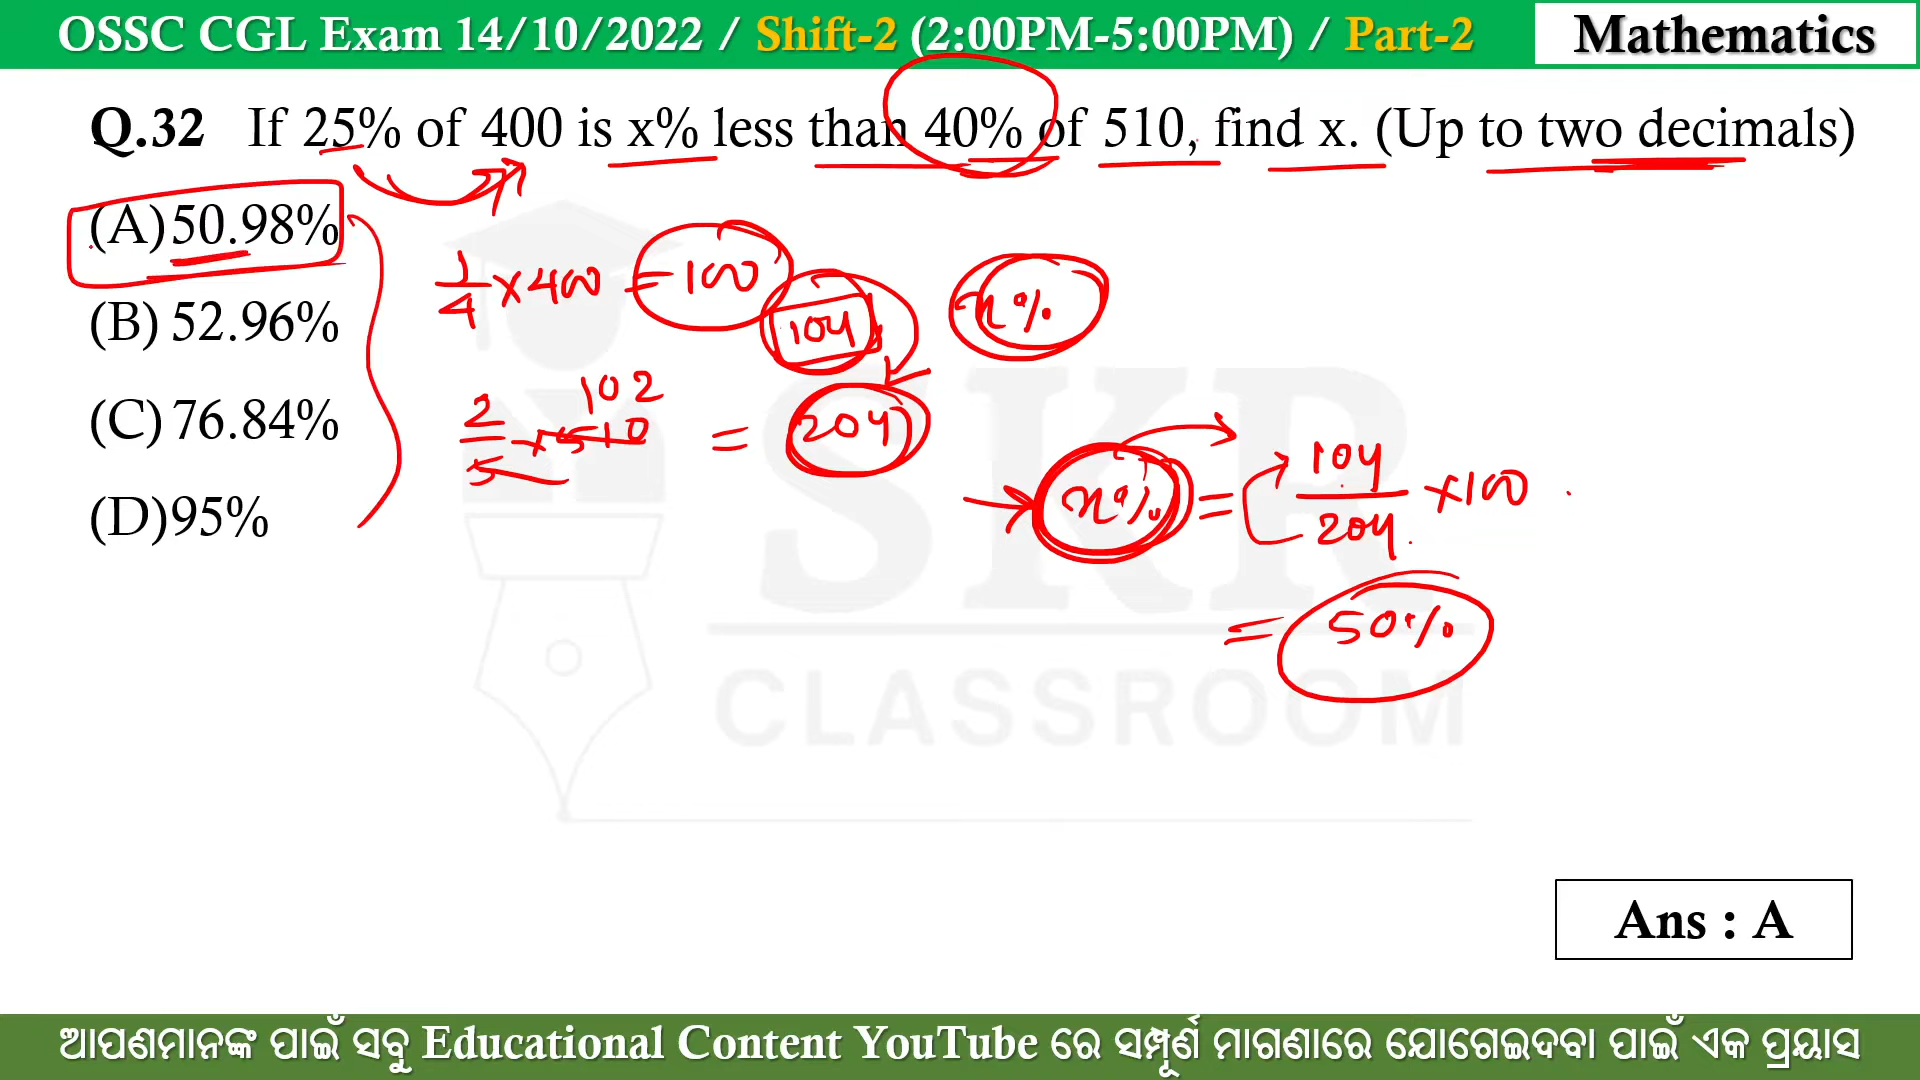 OSSC CGL Exam 14/10/2022 / Shift-2 (2:00PM-5:00PM) / Part-2
Mathematics
Q.32 If 25% of 400 is x% less than 40% of 510, find x. (Up to two decimals)
(A) 50.98%
(B) 52.96%
(C) 76.84%
(D) 95%
1/4 × 400 = 100
104
x%
2/5 × 510 = 204
102
x% = 104/204 × 100
= 50%
SKR
CLASSROOM
Ans : A
ଆପଣମାନଙ୍କ ପାଇଁ ସବୁ Educational Content YouTube ରେ ସମ୍ପୂର୍ଣ ମାଗଣାରେ ଯୋଗେଇଦବା ପାଇଁ ଏକ ପ୍ରୟାସ